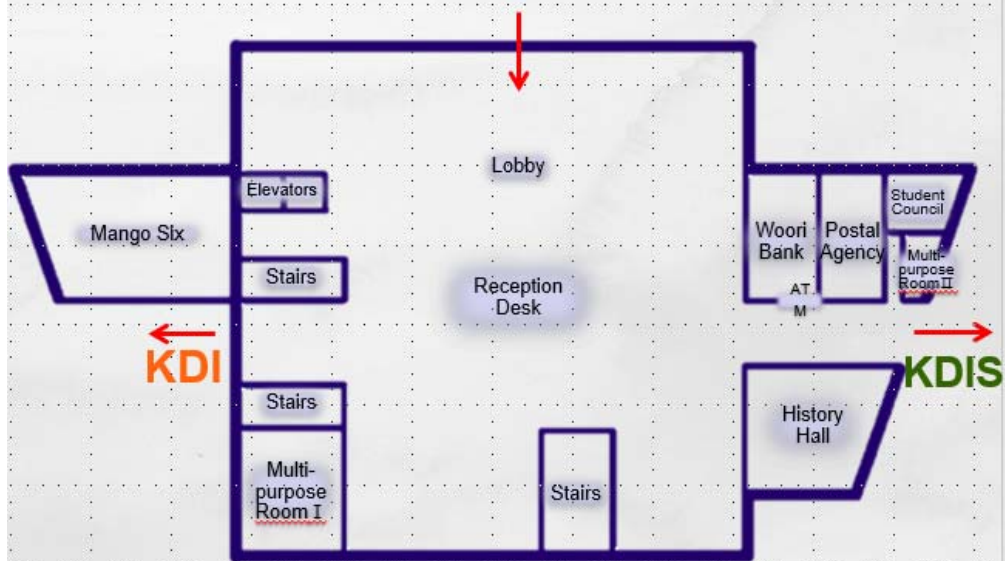 Lobby
Elevators
Mango Six
Stairs
Reception
Desk
Woori
Bank
Postal
Agency
Student
Council
Multi-
purpose
Room Ⅱ
AT
M
KDI
KDIS
Stairs
History
Hall
Multi-
purpose
Room Ⅰ
Stairs